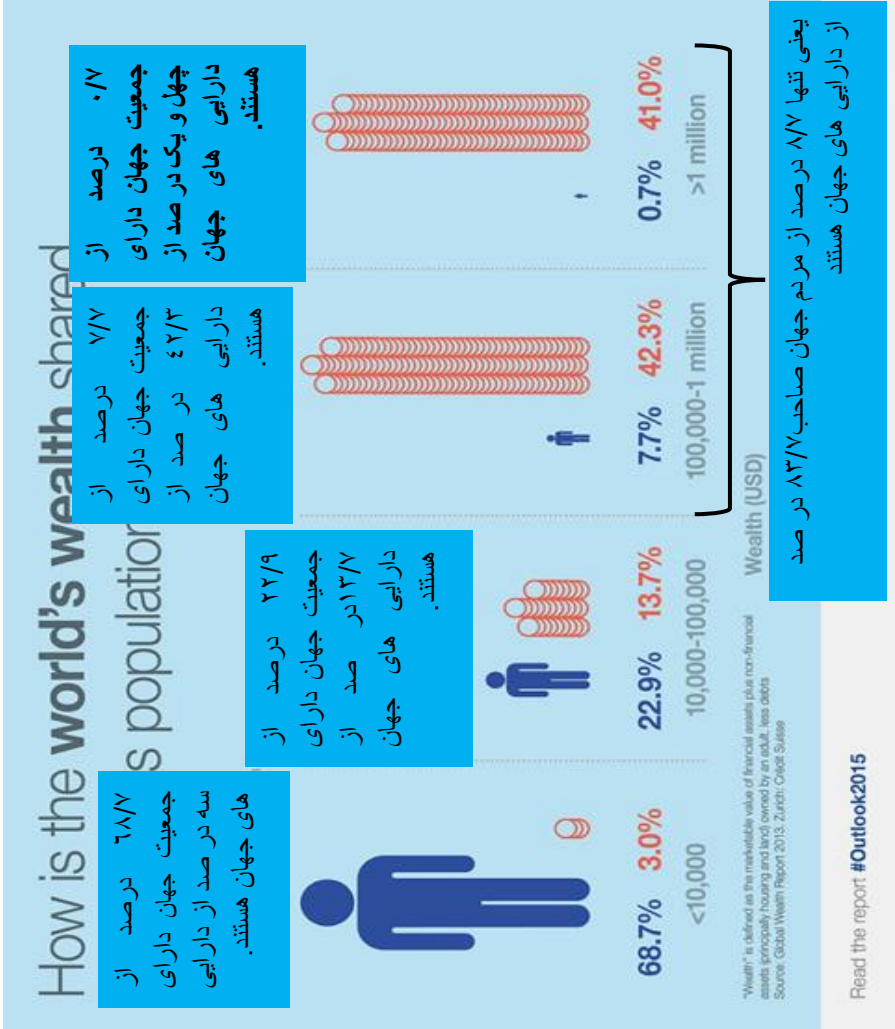 How is the world's wealth shared
s population
۶۸/۷ درصد از
جمعیت جهان دارای
سه در صد از دارایی
های جهان هستند.
۲۲/۹ درصد از
جمعیت جهان دارای
۱۳/۷در صد از
دارایی های جهان
هستند.
۷/۷ درصد از
جمعیت جهان دارای
۴۲/۳ در صد از
دارایی های جهان
هستند.
۰/۷ درصد از
جمعیت جهان دارای
چهل و یک در صد از
دارایی های جهان
هستند.
68.7% 3.0%
<10,000
22.9% 13.7%
10,000-100,000
7.7% 42.3%
100,000-1 million
0.7% 41.0%
>1 million
Wealth (USD)
یعنی تنها ۸/۷ درصد از مردم جهان صاحب۸۳/۷ در صد
از دارایی های جهان هستند
"Wealth" is defined as the marketable value of financial assets plus non-financial
assets (principally housing and land) owned by an adult, less debts
Source: Global Wealth Report 2013, Zurich: Crédit Suisse
Read the report #Outlook2015